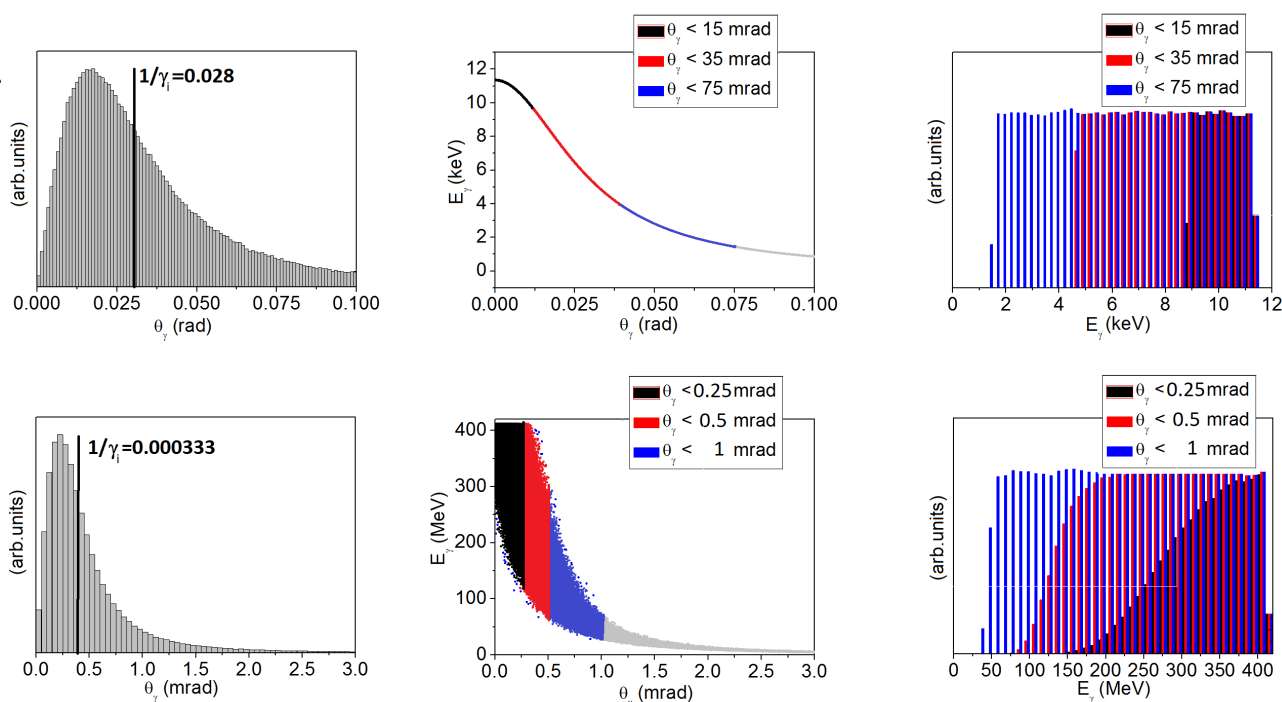 1/γi=0.028
(arb.units)
0.000 0.025 0.050 0.075 0.100
θγ (rad)
θγ < 15 mrad
θγ < 35 mrad
θγ < 75 mrad
12
10
8
6
4
2
0
Eγ (keV)
0.000 0.025 0.050 0.075 0.100
θγ (rad)
θγ < 15 mrad
θγ < 35 mrad
θγ < 75 mrad
(arb.units)
0 2 4 6 8 10 12
Eγ (keV)
1/γi=0.000333
(arb.units)
0.0 0.5 1.0 1.5 2.0 2.5 3.0
θγ (mrad)
θγ <0.25mrad
θγ < 0.5 mrad
θγ < 1 mrad
400
300
200
100
0
Eγ (MeV)
0.0 0.5 1.0 1.5 2.0 2.5 3.0
θγ (mrad)
θγ <0.25mrad
θγ < 0.5 mrad
θγ < 1 mrad
(arb.units)
0 50 100 150 200 250 300 350 400
Eγ (MeV)